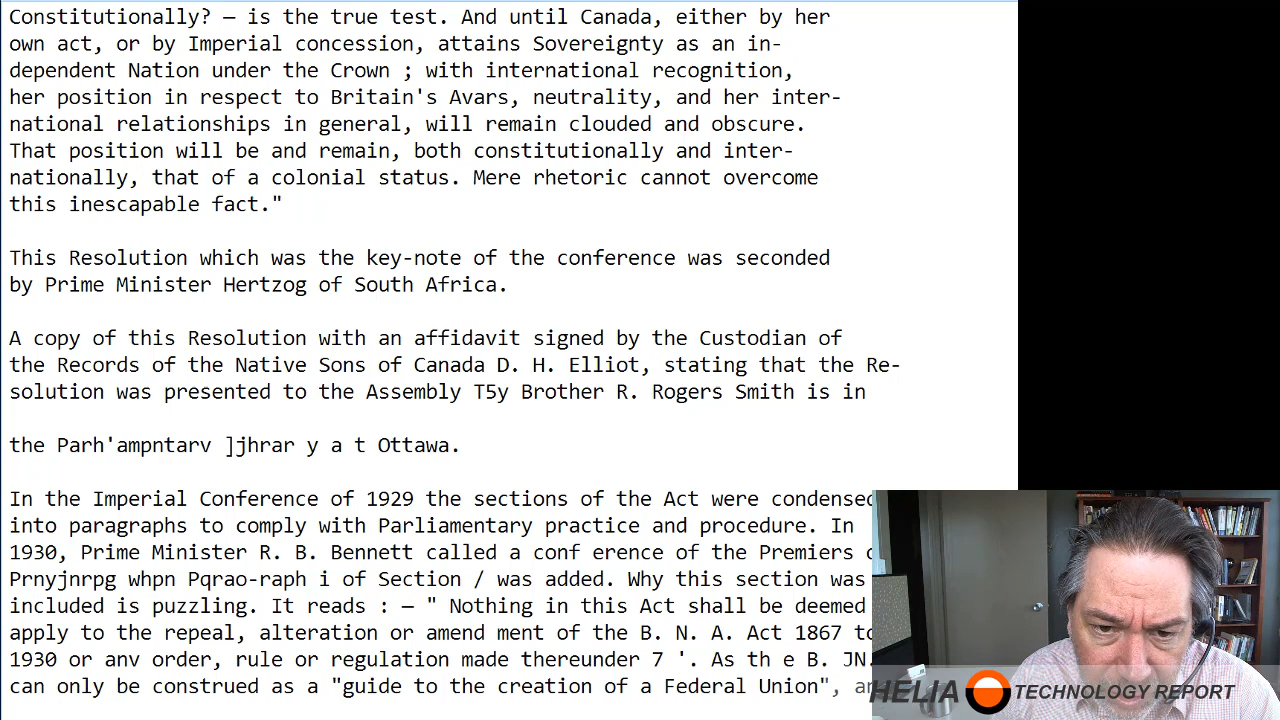 Constitutionally? — is the true test. And until Canada, either by her
own act, or by Imperial concession, attains Sovereignty as an in-
dependent Nation under the Crown ; with international recognition,
her position in respect to Britain's Avars, neutrality, and her inter-
national relationships in general, will remain clouded and obscure.
That position will be and remain, both constitutionally and inter-
nationally, that of a colonial status. Mere rhetoric cannot overcome
this inescapable fact."
This Resolution which was the key-note of the conference was seconded
by Prime Minister Hertzog of South Africa.
A copy of this Resolution with an affidavit signed by the Custodian of
the Records of the Native Sons of Canada D. H. Elliot, stating that the Re-
solution was presented to the Assembly T5y Brother R. Rogers Smith is in
the Parh'ampntarv ]jhrar y a t Ottawa.
In the Imperial Conference of 1929 the sections of the Act were condensed
into paragraphs to comply with Parliamentary practice and procedure. In
1930, Prime Minister R. B. Bennett called a conf erence of the Premiers
Prnyjnrpg whpn Pqrao-raph i of Section / was added. Why this section was
included is puzzling. It reads : — " Nothing in this Act shall be deemed
apply to the repeal, alteration or amend ment of the B. N. A. Act 1867 to
1930 or anv order, rule or regulation made thereunder 7 '. As th e B. JN.
can only be construed as a "guide to the creation of a Federal Union",
HELIA TECHNOLOGY REPORT